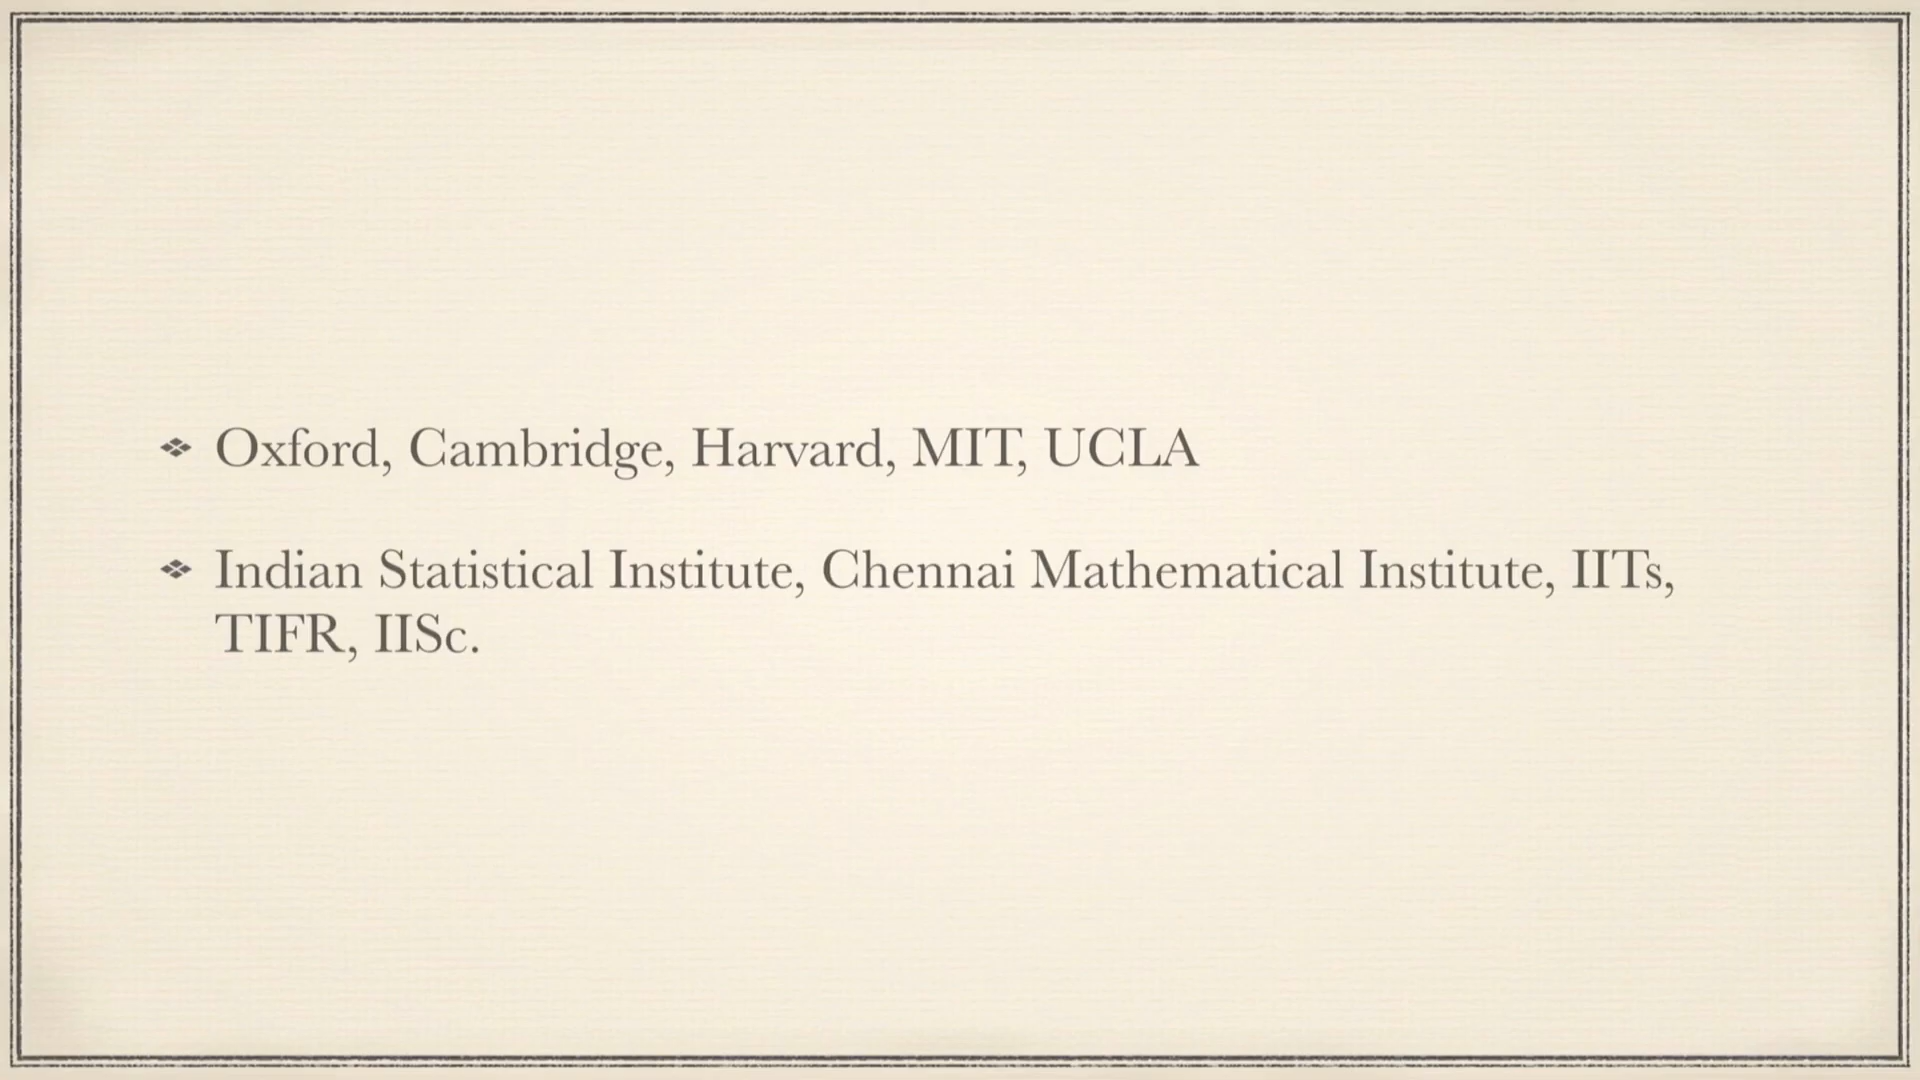 Oxford, Cambridge, Harvard, MIT, UCLA
Indian Statistical Institute, Chennai Mathematical Institute, IITs,
TIFR, IISc.